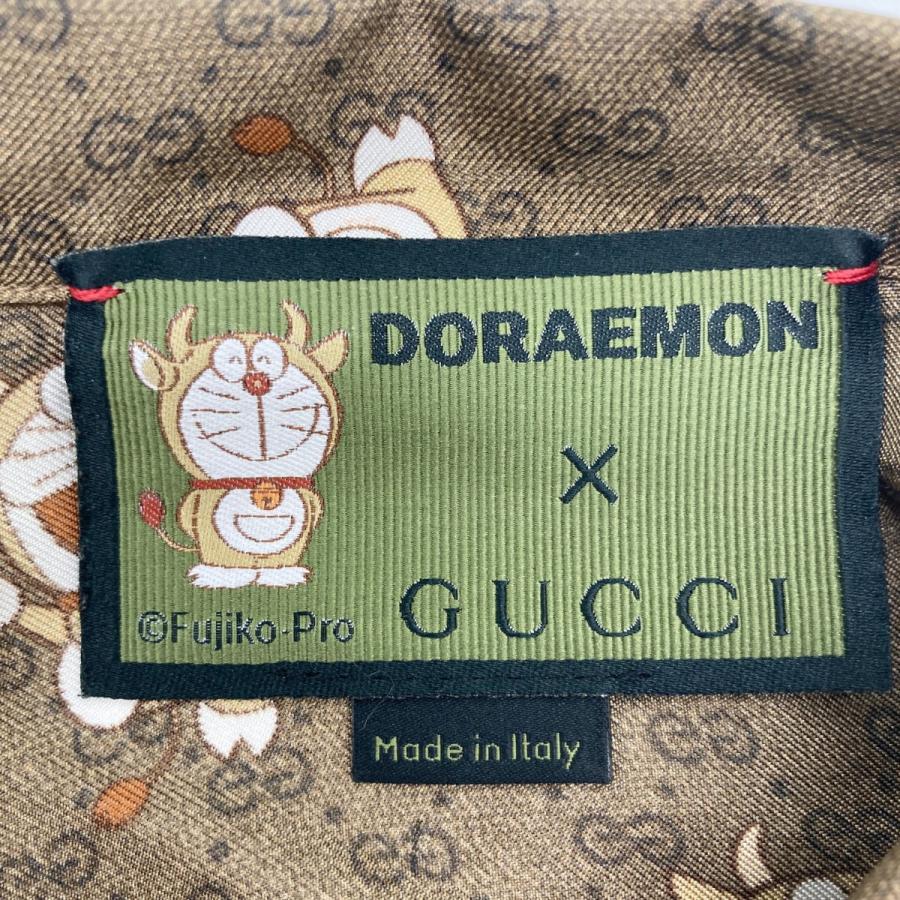 DORAEMON
×
GUCCI
©Fujiko-Pro
Made in Italy